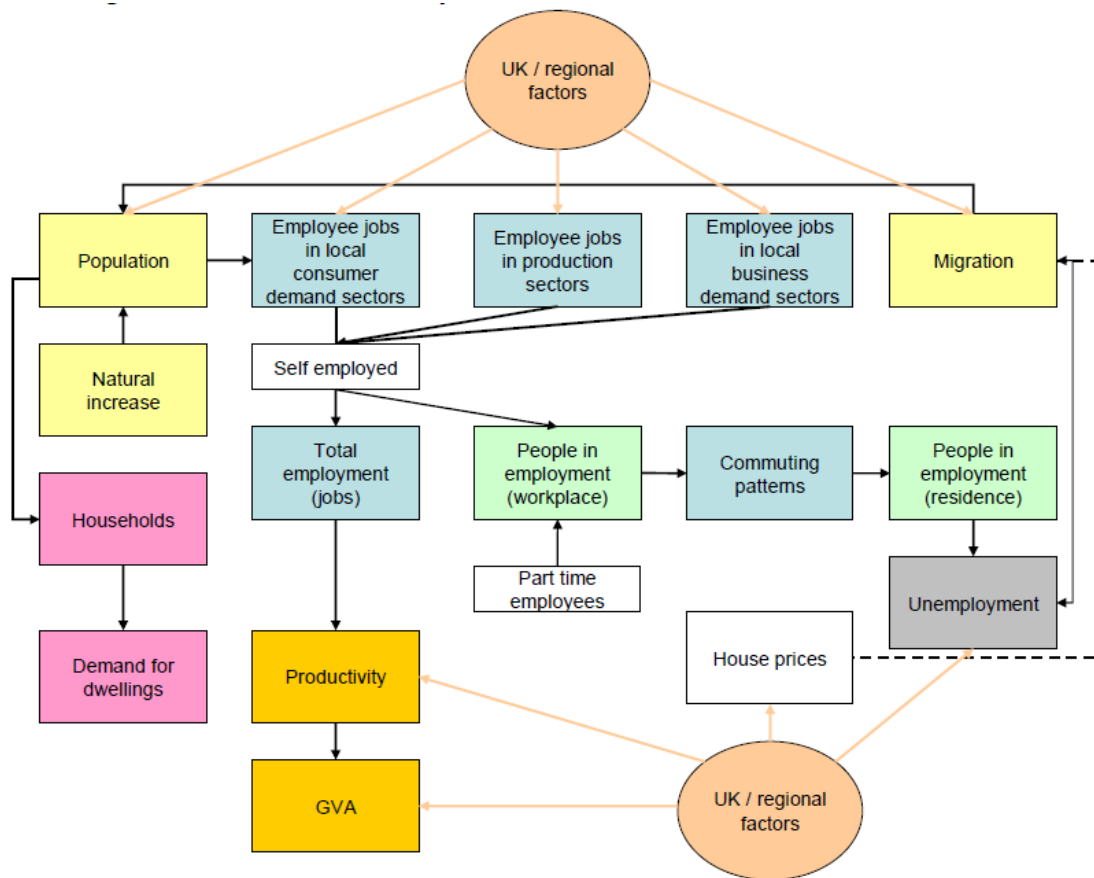 UK / regional
factors
Population
Employee jobs
in local
consumer
demand sectors
Employee jobs
in production
sectors
Employee jobs
in local
business
demand sectors
Migration
Natural
increase
Self employed
Total
employment
(jobs)
People in
employment
(workplace)
Commuting
patterns
People in
employment
(residence)
Households
Part time
employees
Unemployment
Demand for
dwellings
Productivity
House prices
GVA
UK / regional
factors